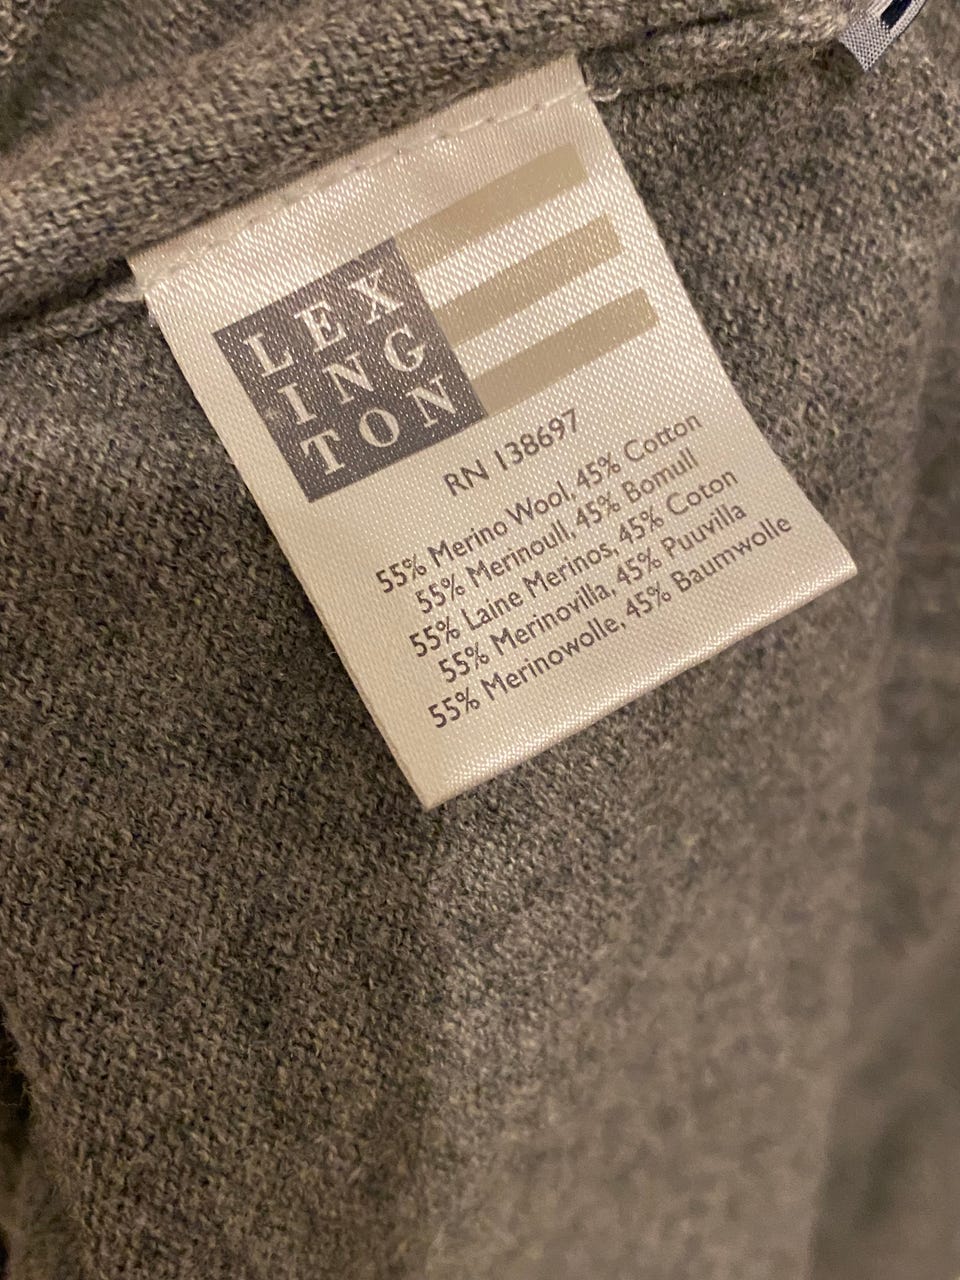 LEX
ING
TON
RN 138697
55% Merino Wool, 45% Cotton
55% Merinoull, 45% Bomull
55% Laine Merinos, 45% Coton
55% Merinovilla, 45% Puuvilla
55% Merinowolle, 45% Baumwolle